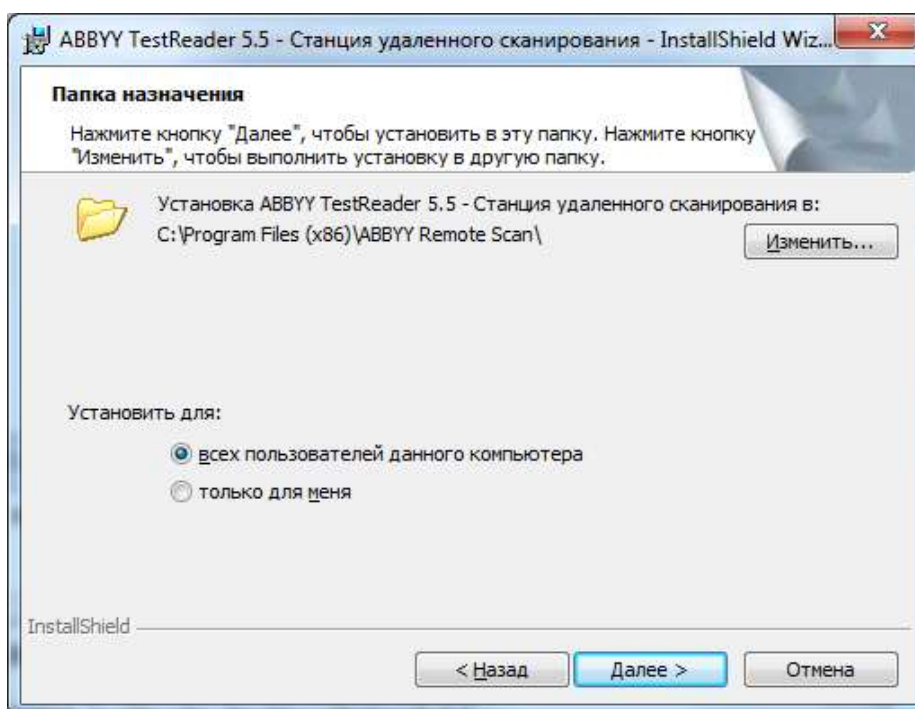 ABBYY TestReader 5.5 - Станция удаленного сканирования - InstallShield Wiz...
Папка назначения
Нажмите кнопку "Далее", чтобы установить в эту папку. Нажмите кнопку
"Изменить", чтобы выполнить установку в другую папку.
Установка ABBYY TestReader 5.5 - Станция удаленного сканирования в:
C:\Program Files (x86)\ABBYY Remote Scan\
Изменить...
Установить для:
всех пользователей данного компьютера
только для меня
InstallShield
< Назад
Далее >
Отмена